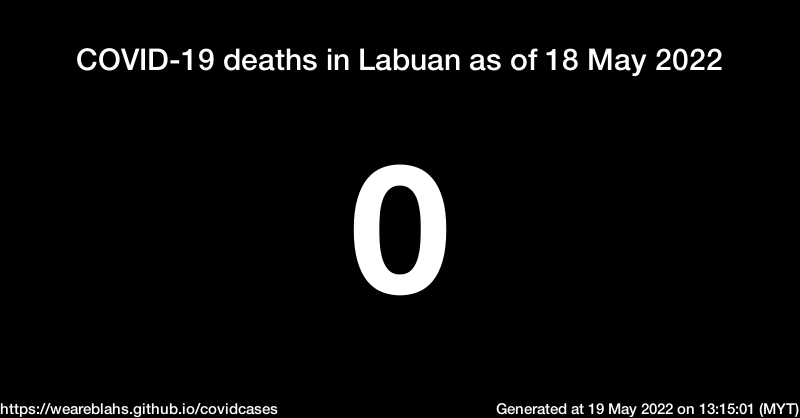 COVID-19 deaths in Labuan as of 18 May 2022
0
https://weareblahs.github.io/covidcases
Generated at 19 May 2022 on 13:15:01 (MYT)